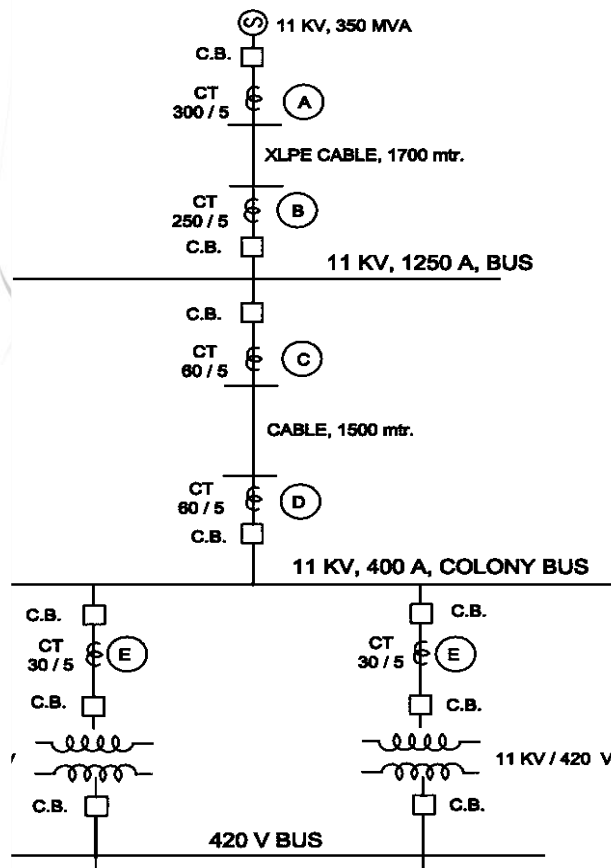 11 KV, 350 MVA
C.B.
CT
300 / 5
A
XLPE CABLE, 1700 mtr.
CT
250 / 5
B
C.B.
11 KV, 1250 A, BUS
C.B.
CT
60 / 5
C
CABLE, 1500 mtr.
CT
60 / 5
D
C.B.
11 KV, 400 A, COLONY BUS
C.B.
C.B.
CT
30 / 5
E
CT
30 / 5
E
C.B.
C.B.
11 KV / 420 V
C.B.
C.B.
420 V BUS